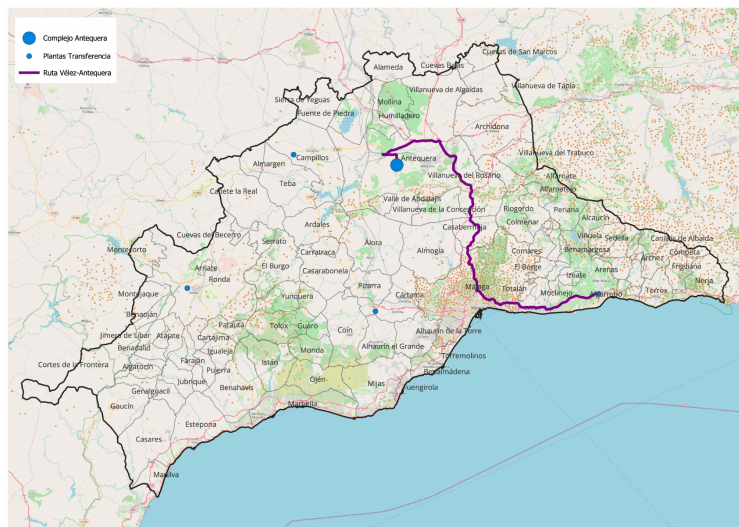 Complejo Antequera
Plantas Transferencia
Ruta Vélez-Antequera
Cuevas de San Marcos
Alameda
Cuevas Bajas
Villanueva de Algaidas
Villanueva de Tapia
Sierra de Yeguas
Mollina
Fuente de Piedra
Humilladero
Archidona
Villanueva del Trabuco
Campillos
Antequera
Almargen
Teba
Villanueva del Rosario
Alfarnate
Alfarnatejo
Cañete la Real
Valle de Abdalajís
Villanueva de la Concepción
Riogordo
Periana
Colmenar
Alcaucín
Ardales
Casabermeja
Cuevas del Becerro
Serrato
Álora
Almogía
Viñuela
Sedella
Canillas de Albaida
Montecorto
Carratraca
Comares
Benamargosa
Cómpeta
Arriate
Ronda
El Burgo
Casarabonela
El Borge
Árchez
Frigiliana
Iznate
Arenas
Nerja
Montejaque
Yunquera
Pizarra
Cártama
Málaga
Totalán
Moclinejo
Algarrobo
Torrox
Benaoján
Parauta
Tolox
Guaro
Coín
Alhaurín de la Torre
Jimera de Líbar
Atajate
Cartajima
Benadalid
Igualeja
Monda
Alhaurín el Grande
Torremolinos
Cortes de la Frontera
Algatocín
Faraján
Pujerra
Istán
Benalmádena
Jubrique
Ojén
Mijas
Genalguacil
Benahavís
Fuengirola
Gaucín
Marbella
Estepona
Casares
Manilva